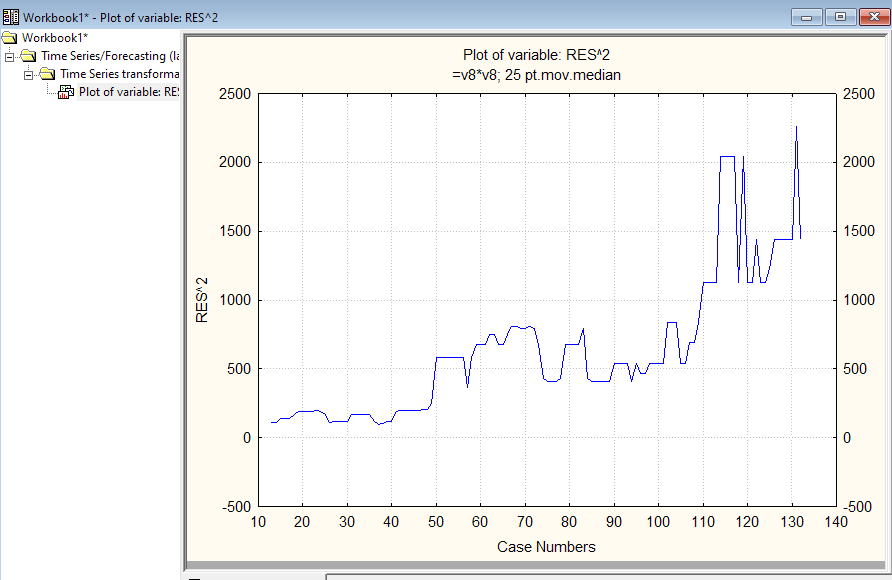 Workbook1* - Plot of variable: RES^2
Workbook1*
Time Series/Forecasting (la
Time Series transforma
Plot of variable: RES
Plot of variable: RES^2
=v8*v8; 25 pt.mov.median
2500 2500
2000 2000
1500 1500
1000 1000
500 500
0 0
-500 -500
RES^2
10 20 30 40 50 60 70 80 90 100 110 120 130 140
Case Numbers